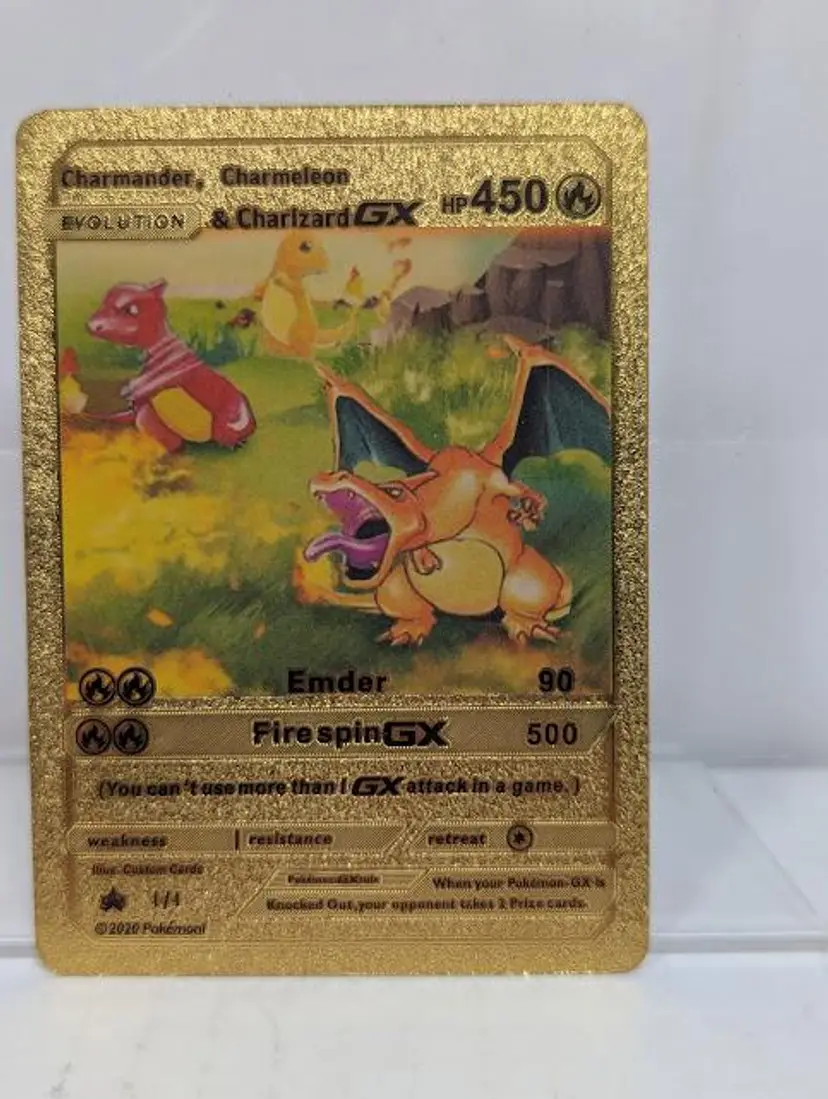 Charmander, Charmeleon
EVOLUTION & Charizard GX HP 450
Emder 90
Fire spin GX 500
(You can't use more than 1 GX attack in a game.)
weakness resistance retreat
Illus. Custom Cards
When your Pokémon-GX is
1/1 Knocked Out, your opponent takes 2 Prize cards.
©2020 Pokémon